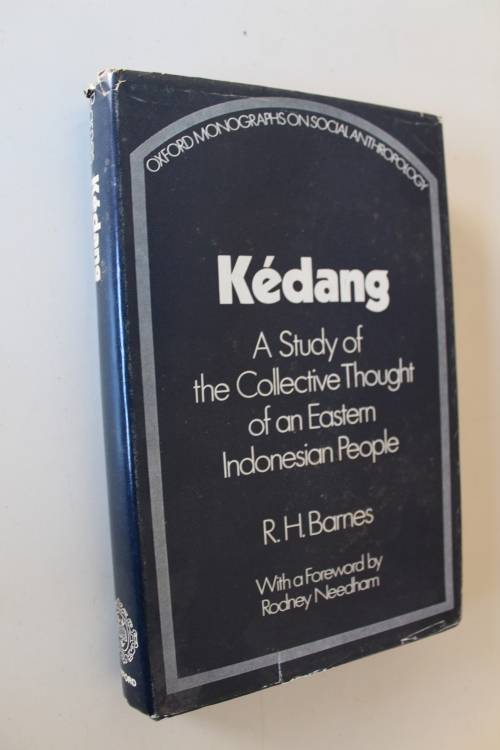 OXFORD MONOGRAPHS ON SOCIAL ANTHROPOLOGY
Kédang
A Study of
the Collective Thought
of an Eastern
Indonesian People
R.H. Barnes
With a Foreword by
Rodney Needham
Kédang